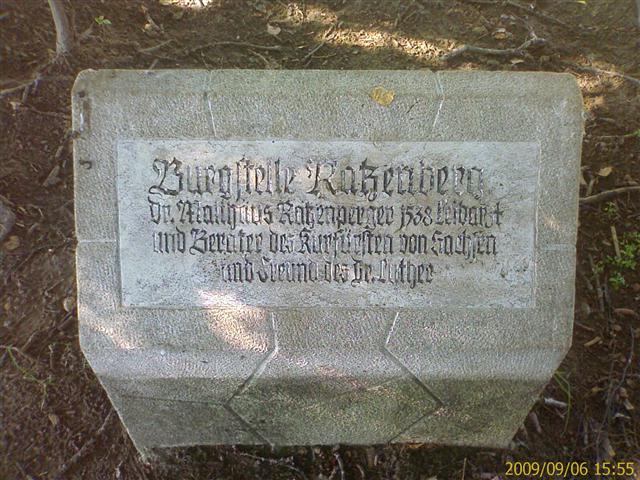 Burgstelle Ratzenberg
Dr. Matthäus Ratzenperger 1538 Leibarzt
und Berater des Kurfürsten von Sachsen
und Freund des Dr. Luther
2009/09/06 15:55